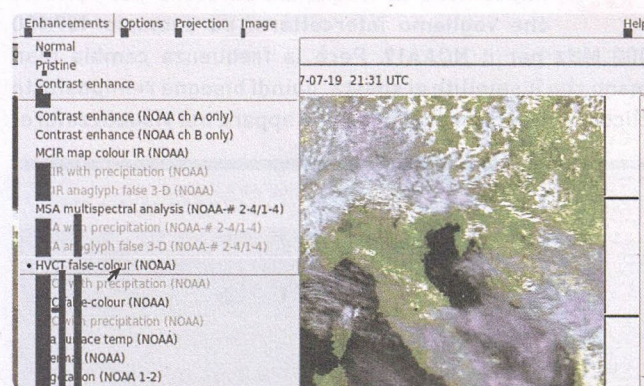 Enhancements Options Projection Image Help
Normal
Pristine
Contrast enhance
7-07-19 21:31 UTC
Contrast enhance (NOAA ch A only)
Contrast enhance (NOAA ch B only)
MCIR map colour IR (NOAA)
IR with precipitation (NOAA)
IR anaglyph false 3-D (NOAA)
MSA multispectral analysis (NOAA-# 2-4/1-4)
A with precipitation (NOAA-# 2-4/1-4)
A anaglyph false 3-D (NOAA-# 2-4/1-4)
• HVCT false-colour (NOAA)
with precipitation (NOAA)
false-colour (NOAA)
with precipitation (NOAA)
surface temp (NOAA)
(NOAA)
(NOAA 1-2)